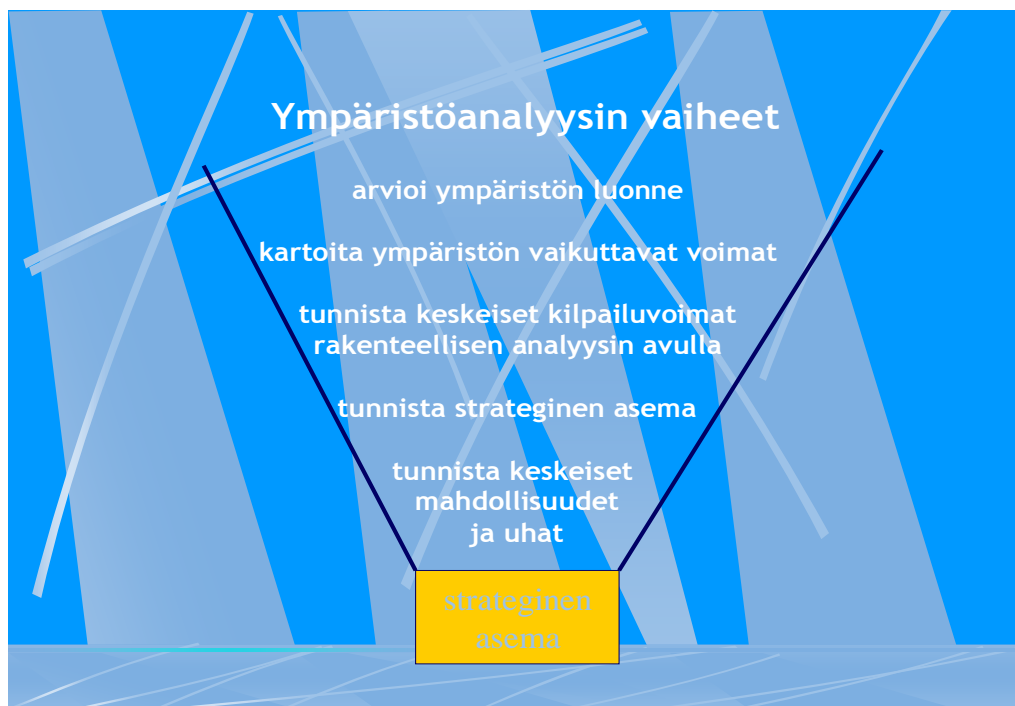 Ympäristöanalyysin vaiheet
arvioi ympäristön luonne
kartoita ympäristön vaikuttavat voimat
tunnista keskeiset kilpailuvoimat
rakenteellisen analyysin avulla
tunnista strateginen asema
tunnista keskeiset
mahdollisuudet
ja uhat
strateginen
asema